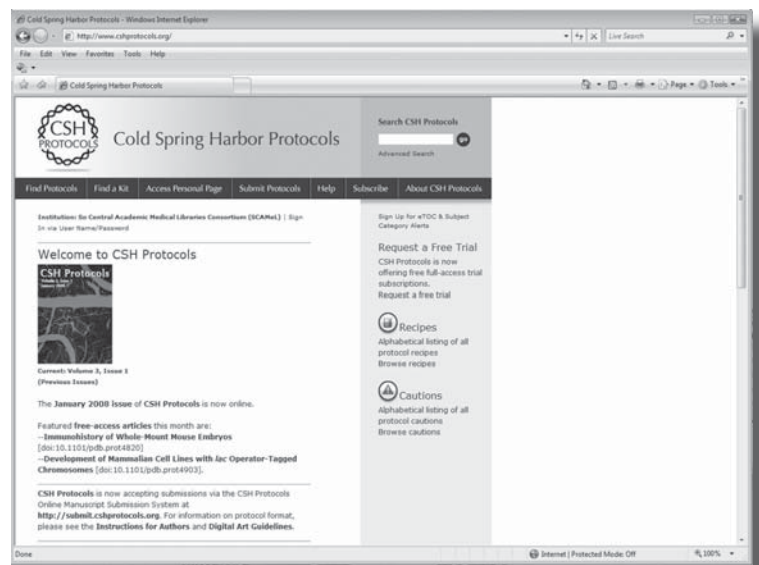 Cold Spring Harbor Protocols - Windows Internet Explorer
http://www.cshprotocols.org/
Live Search
File Edit View Favorites Tools Help
Cold Spring Harbor Protocols
Page Tools
CSH
PROTOCOLS
Cold Spring Harbor Protocols
Search CSH Protocols
go
Advanced Search
Find Protocols Find a Kit Access Personal Page Submit Protocols Help Subscribe About CSH Protocols
Institution: So Central Academic Medical Libraries Consortium (SCAMeL) | Sign
In via User Name/Password
Welcome to CSH Protocols
CSH Protocols
Volume 3, Issue 1
January 2008
Current: Volume 3, Issue 1
(Previous Issues)
The January 2008 issue of CSH Protocols is now online.
Featured free-access articles this month are:
--Immunohistory of Whole-Mount Mouse Embryos
[doi:10.1101/pdb.prot4820]
--Development of Mammalian Cell Lines with lac Operator-Tagged
Chromosomes [doi:10.1101/pdb.prot4903].
CSH Protocols is now accepting submissions via the CSH Protocols
Online Manuscript Submission System at
http://submit.cshprotocols.org. For information on protocol format,
please see the Instructions for Authors and Digital Art Guidelines.
Sign Up for eTOC & Subject
Category Alerts
Request a Free Trial
CSH Protocols is now
offering free full-access trial
subscriptions.
Request a free trial
Recipes
Alphabetical listing of all
protocol recipes
Browse recipes
Cautions
Alphabetical listing of all
protocol cautions
Browse cautions
Done
Internet | Protected Mode: Off
100%